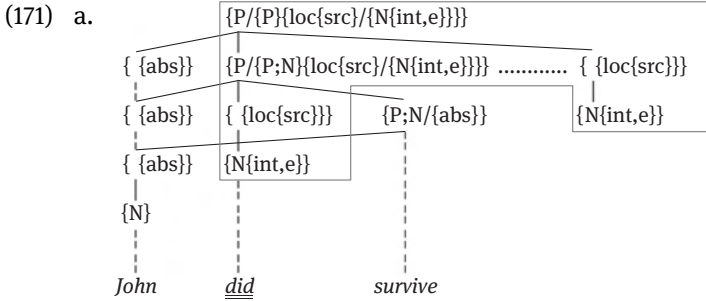 (171) a. {P/{P}{loc{src}/{N{int,e}}}}
{ {abs}} {P/{P;N}{loc{src}/{N{int,e}}}} ............ { {loc{src}}}
{ {abs}} { {loc{src}}} {P;N/{abs}} {N{int,e}}
{ {abs}} {N{int,e}}
{N}
John did survive